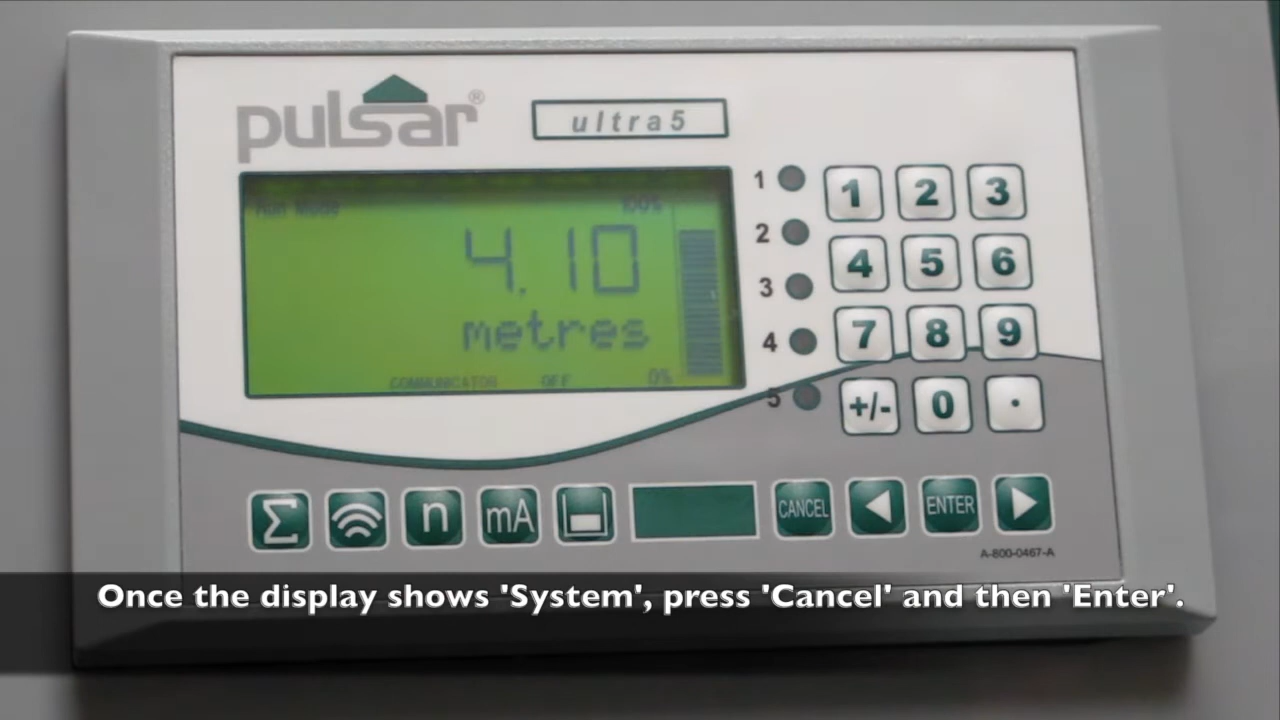 pulsar®
ultra5
Run Mode 100%
4.10
metres
COMMUNICATOR OFF 0%
1
2
3
4
5
1 2 3
4 5 6
7 8 9
+/- 0 .
Σ n mA CANCEL ENTER
A-800-0467-A
Once the display shows 'System', press 'Cancel' and then 'Enter'.